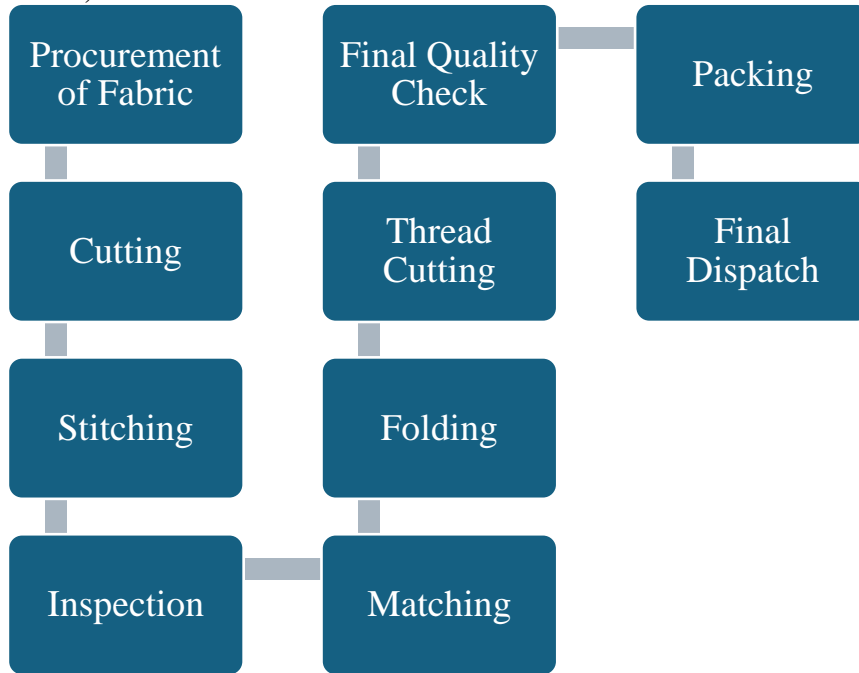 Procurement
of Fabric
Cutting
Stitching
Inspection
Matching
Folding
Thread
Cutting
Final Quality
Check
Packing
Final
Dispatch